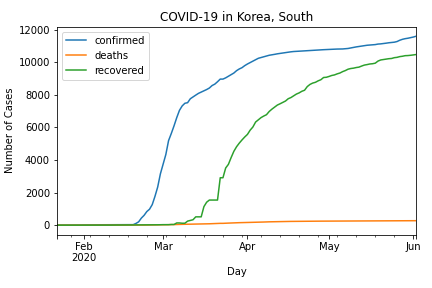 COVID-19 in Korea, South
confirmed
deaths
recovered
Number of Cases
12000
10000
8000
6000
4000
2000
0
Feb
2020
Mar
Apr
May
Jun
Day